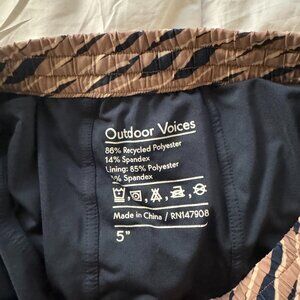 Outdoor Voices
86% Recycled Polyester
14% Spandex
Lining: 85% Polyester
% Spandex
Made in China / RN147908
5"